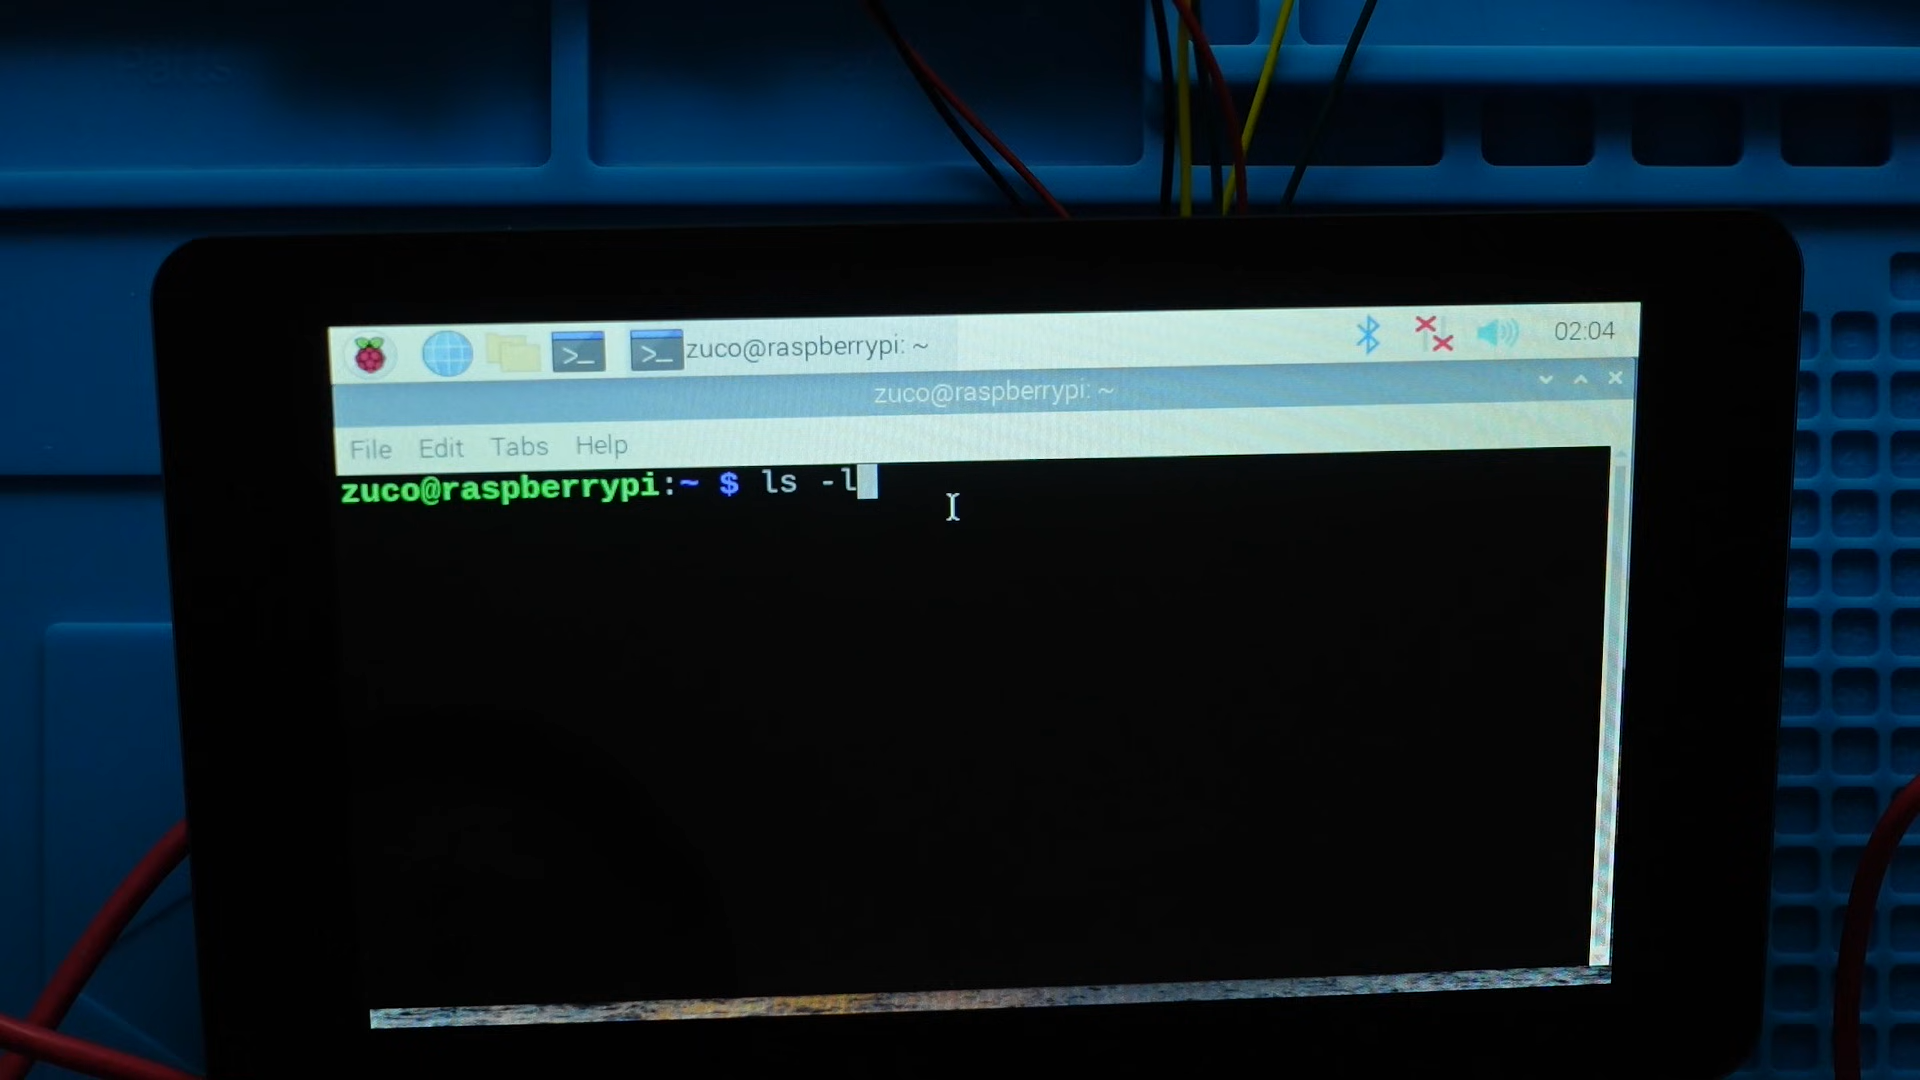 zuco@raspberrypi: ~ 02:04
zuco@raspberrypi: ~
File Edit Tabs Help
zuco@raspberrypi:~ $ ls -l